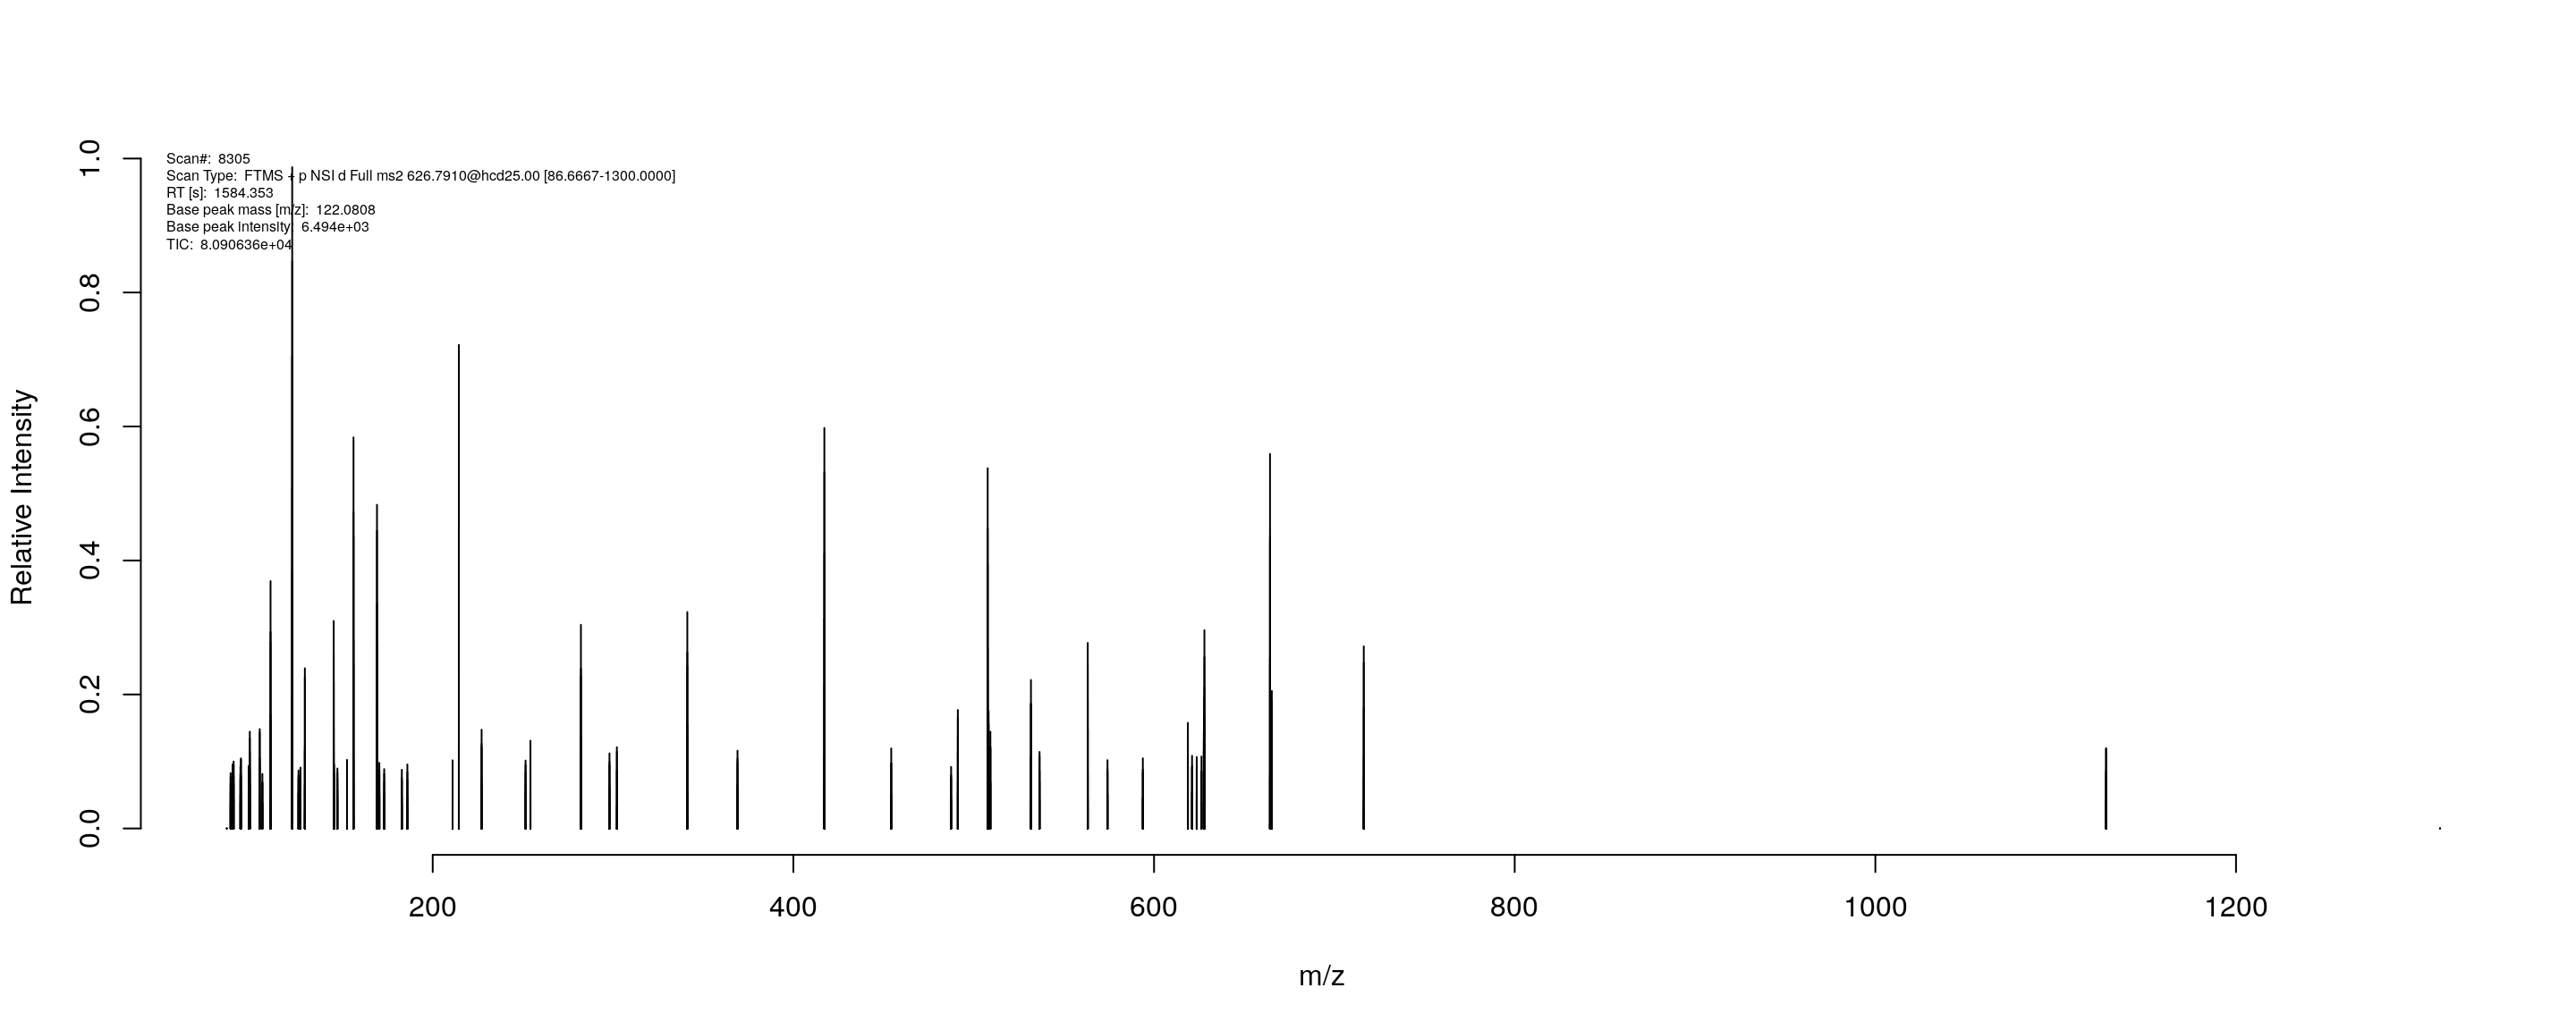 Scan#: 8305
Scan Type: FTMS + p NSI d Full ms2 626.7910@hcd25.00 [86.6667-1300.0000]
RT [s]: 1584.353
Base peak mass [m/z]: 122.0808
Base peak intensity: 6.494e+03
TIC: 8.090636e+04
1.0
0.8
0.6
0.4
0.2
0.0
Relative Intensity
200 400 600 800 1000 1200
m/z